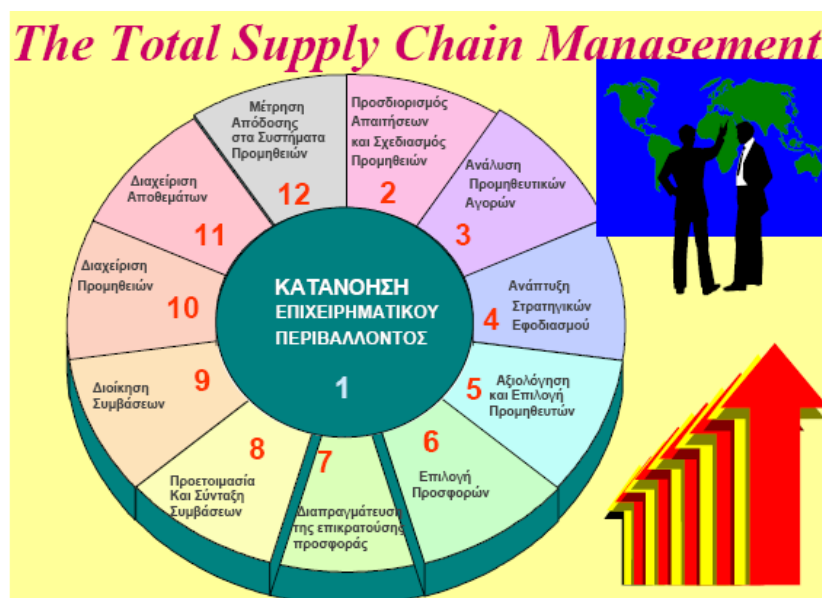 The Total Supply Chain Management
ΚΑΤΑΝΟΗΣΗ
ΕΠΙΧΕΙΡΗΜΑΤΙΚΟΥ
ΠΕΡΙΒΑΛΛΟΝΤΟΣ
1
Προσδιορισμός
Απαιτήσεων
και Σχεδιασμός
Προμηθειών
2
Ανάλυση
Προμηθευτικών
Αγορών
3
Ανάπτυξη
Στρατηγικών
Εφοδιασμού
4
Αξιολόγηση
και Επιλογή
Προμηθευτών
5
6
Επιλογή
Προσφορών
7
Διαπραγμάτευση
της επικρατούσης
προσφοράς
8
Προετοιμασία
Και Σύνταξη
Συμβάσεων
9
Διοίκηση
Συμβάσεων
Διαχείριση
Προμηθειών
10
Διαχείριση
Αποθεμάτων
11
Μέτρηση
Απόδοσης
στα Συστήματα
Προμηθειών
12